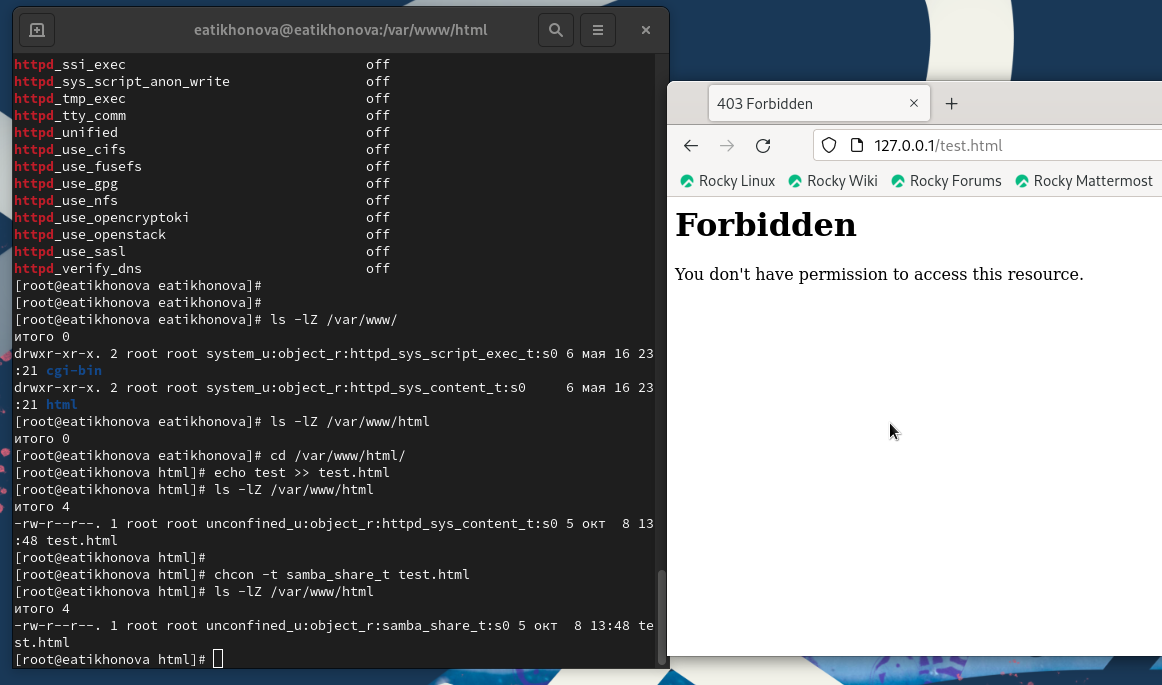 eatikhonova@eatikhonova:/var/www/html
httpd_ssi_exec                              off
httpd_sys_script_anon_write                 off
httpd_tmp_exec                              off
httpd_tty_comm                              off
httpd_unified                               off
httpd_use_cifs                              off
httpd_use_fusefs                            off
httpd_use_gpg                               off
httpd_use_nfs                               off
httpd_use_opencryptoki                      off
httpd_use_openstack                         off
httpd_use_sasl                              off
httpd_verify_dns                            off
[root@eatikhonova eatikhonova]#
[root@eatikhonova eatikhonova]#
[root@eatikhonova eatikhonova]# ls -lZ /var/www/
итого 0
drwxr-xr-x. 2 root root system_u:object_r:httpd_sys_script_exec_t:s0 6 мая 16 23
:21 cgi-bin
drwxr-xr-x. 2 root root system_u:object_r:httpd_sys_content_t:s0     6 мая 16 23
:21 html
[root@eatikhonova eatikhonova]# ls -lZ /var/www/html
итого 0
[root@eatikhonova eatikhonova]# cd /var/www/html/
[root@eatikhonova html]# echo test >> test.html
[root@eatikhonova html]# ls -lZ /var/www/html
итого 4
-rw-r--r--. 1 root root unconfined_u:object_r:httpd_sys_content_t:s0 5 окт  8 13
:48 test.html
[root@eatikhonova html]#
[root@eatikhonova html]# chcon -t samba_share_t test.html
[root@eatikhonova html]# ls -lZ /var/www/html
итого 4
-rw-r--r--. 1 root root unconfined_u:object_r:samba_share_t:s0 5 окт  8 13:48 te
st.html
[root@eatikhonova html]#
403 Forbidden
127.0.0.1/test.html
Rocky Linux Rocky Wiki Rocky Forums Rocky Mattermost
Forbidden
You don't have permission to access this resource.